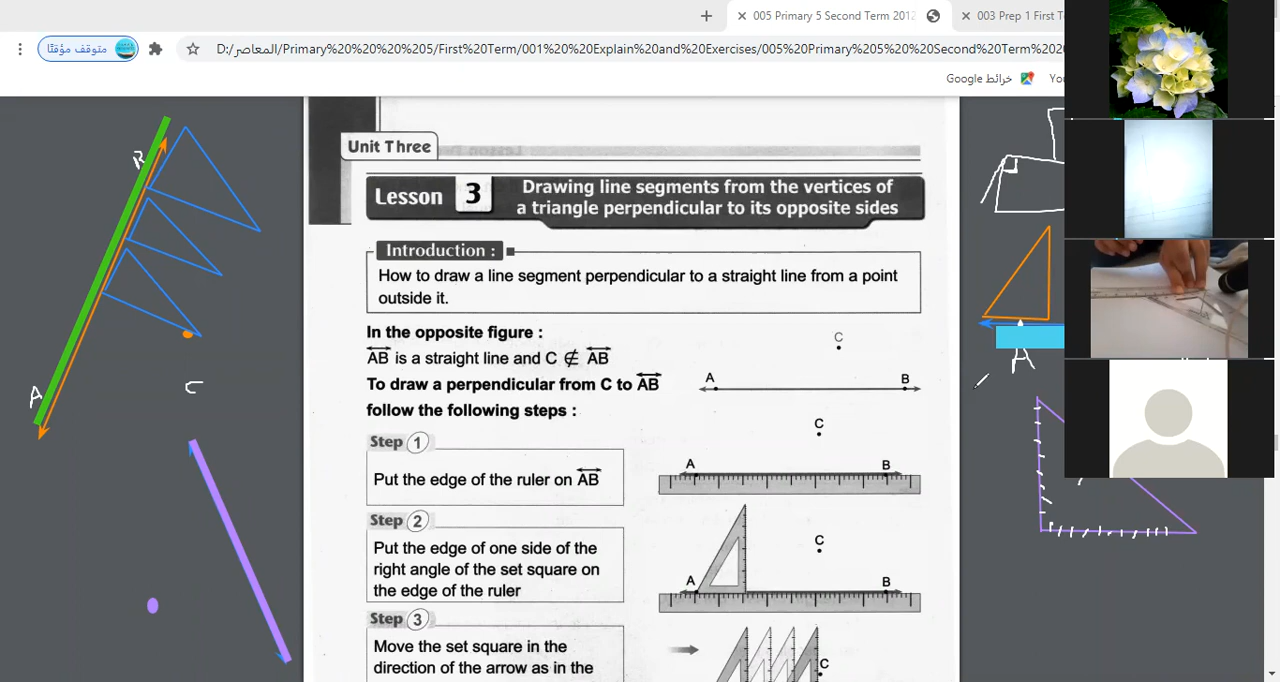 005 Primary 5 Second Term 2012
003 Prep 1 First T
متوقف مؤقتًا
D:/المعاصر/Primary%20%20%20%205/First%20Term/001%20%20Explain%20and%20Exercises/005%20Primary%205%20%20Second%20Term%20
خرائط Google
You
Unit Three
Lesson 3
Drawing line segments from the vertices of
a triangle perpendicular to its opposite sides
Introduction :
How to draw a line segment perpendicular to a straight line from a point
outside it.
In the opposite figure :
AB is a straight line and C ∉ AB
To draw a perpendicular from C to AB
follow the following steps :
C
A B
Step 1
Put the edge of the ruler on AB
C
A B
Step 2
Put the edge of one side of the
right angle of the set square on
the edge of the ruler
C
A B
Step 3
Move the set square in the
direction of the arrow as in the
C
B
A
C
A